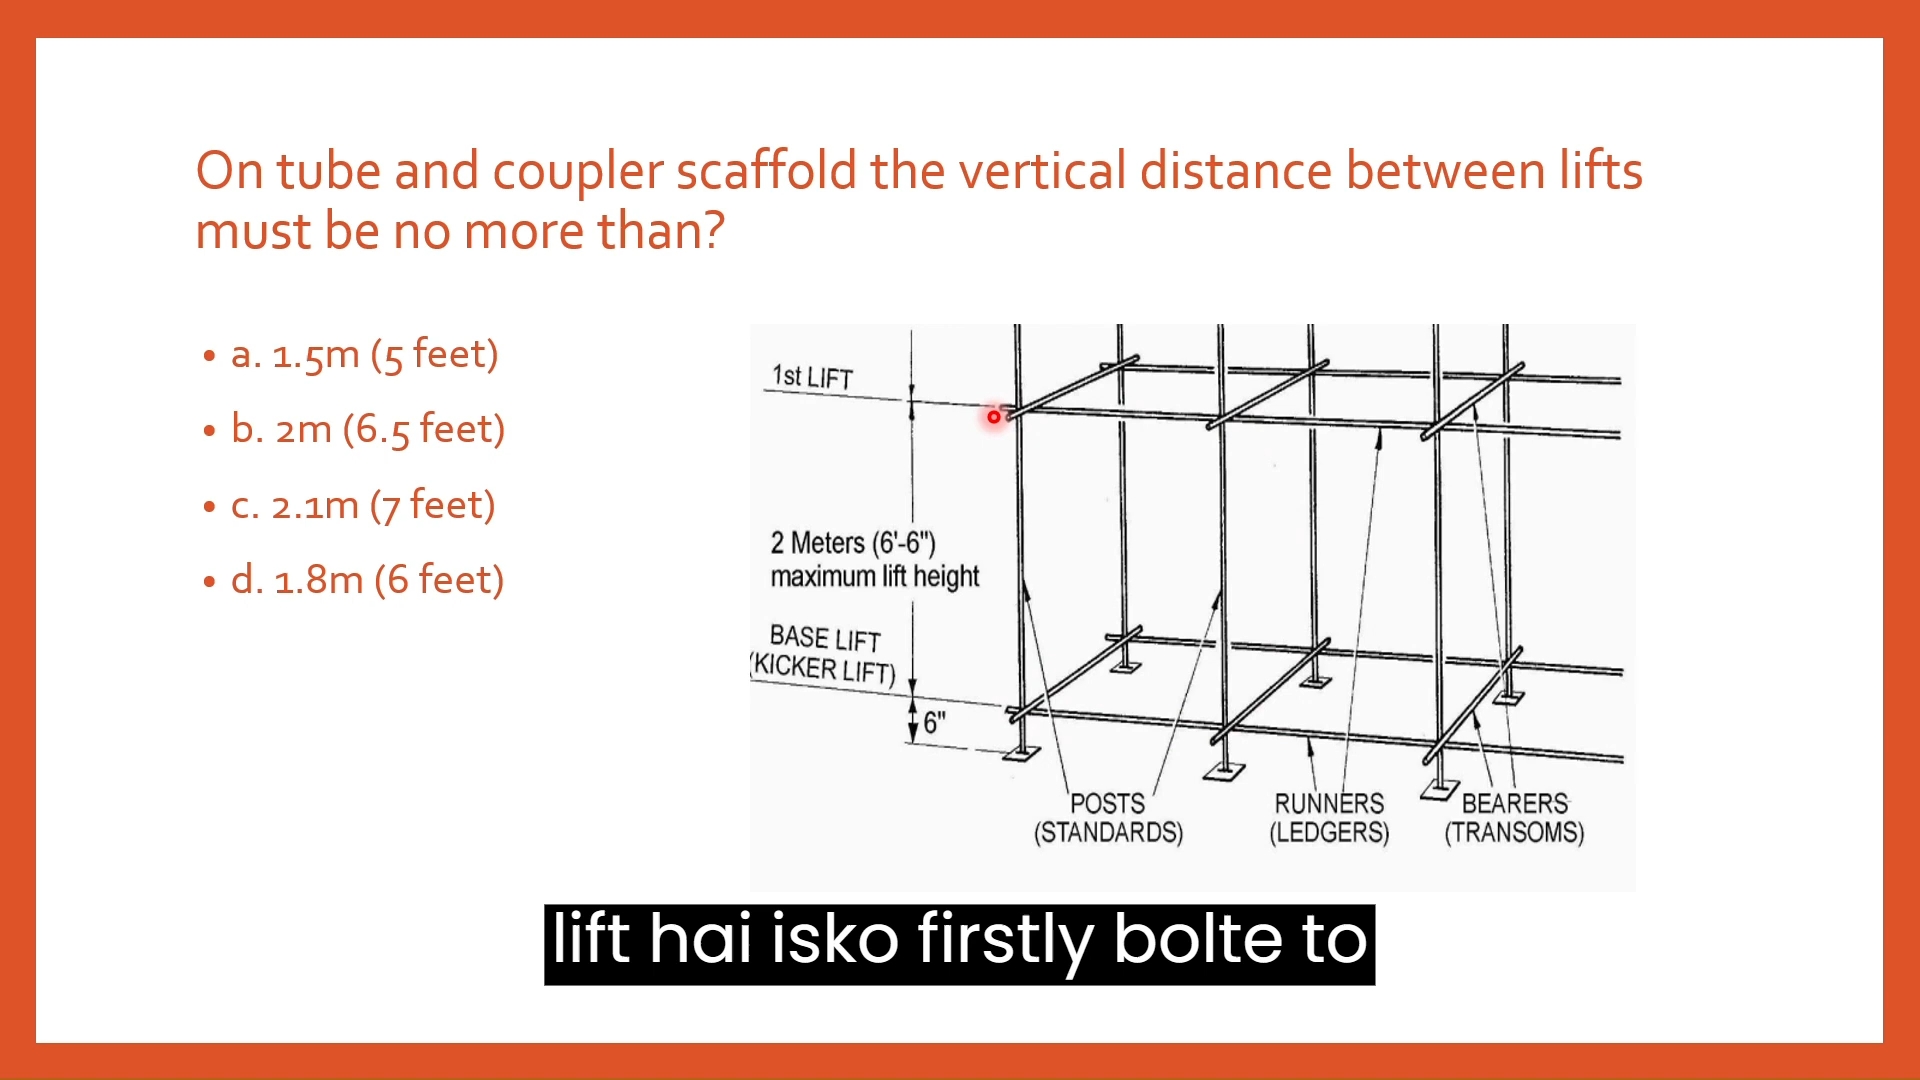 On tube and coupler scaffold the vertical distance between lifts
must be no more than?
• a. 1.5m (5 feet)
• b. 2m (6.5 feet)
• c. 2.1m (7 feet)
• d. 1.8m (6 feet)
1st LIFT
2 Meters (6'-6")
maximum lift height
BASE LIFT
(KICKER LIFT)
6"
POSTS
(STANDARDS)
RUNNERS
(LEDGERS)
BEARERS
(TRANSOMS)
lift hai isko firstly bolte to